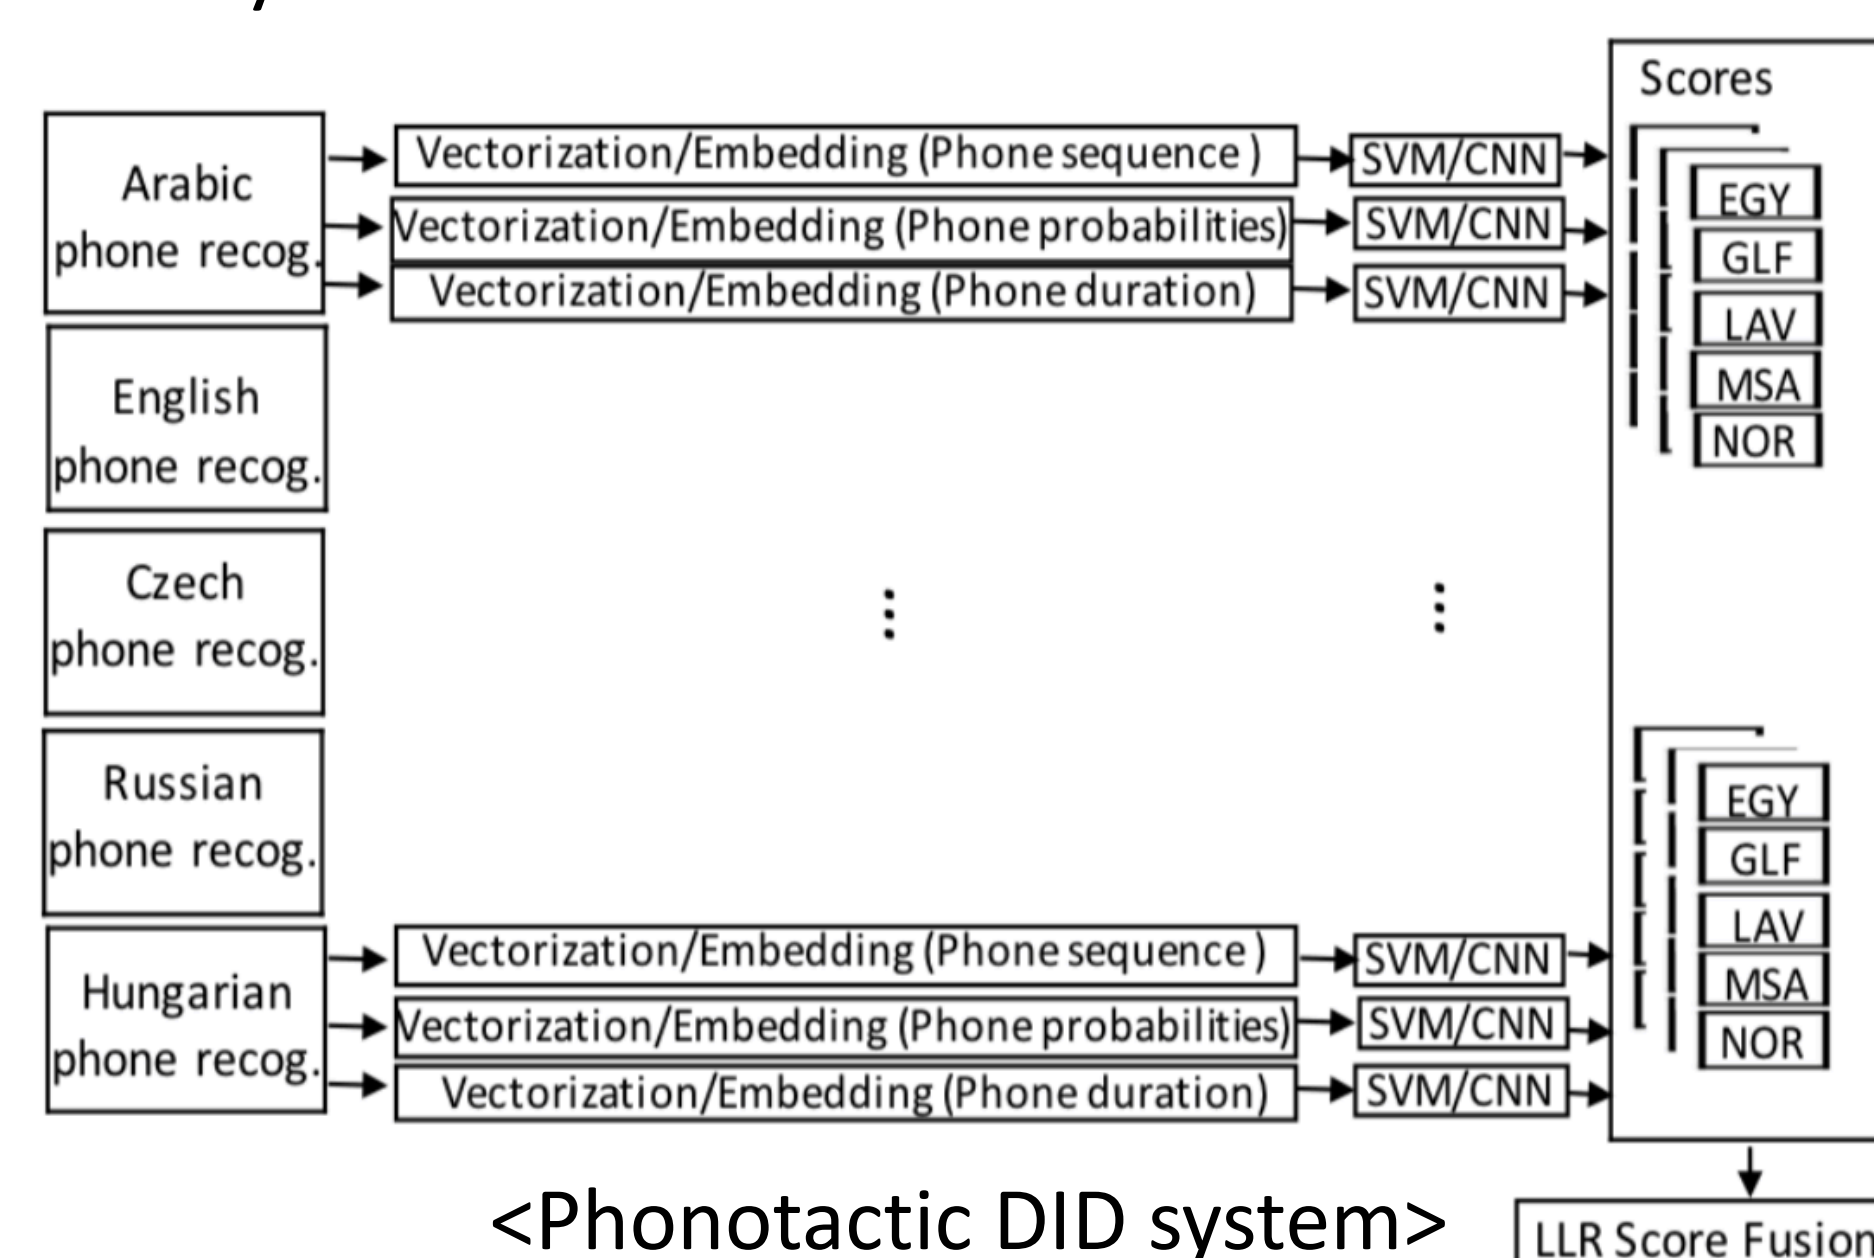 Scores
Arabic
phone recog.
Vectorization/Embedding (Phone sequence )
SVM/CNN
Vectorization/Embedding (Phone probabilities)
SVM/CNN
Vectorization/Embedding (Phone duration)
SVM/CNN
EGY
GLF
LAV
MSA
NOR
English
phone recog.
Czech
phone recog.
Russian
phone recog.
Hungarian
phone recog.
Vectorization/Embedding (Phone sequence )
SVM/CNN
Vectorization/Embedding (Phone probabilities)
SVM/CNN
Vectorization/Embedding (Phone duration)
SVM/CNN
EGY
GLF
LAV
MSA
NOR
<Phonotactic DID system>
LLR Score Fusion